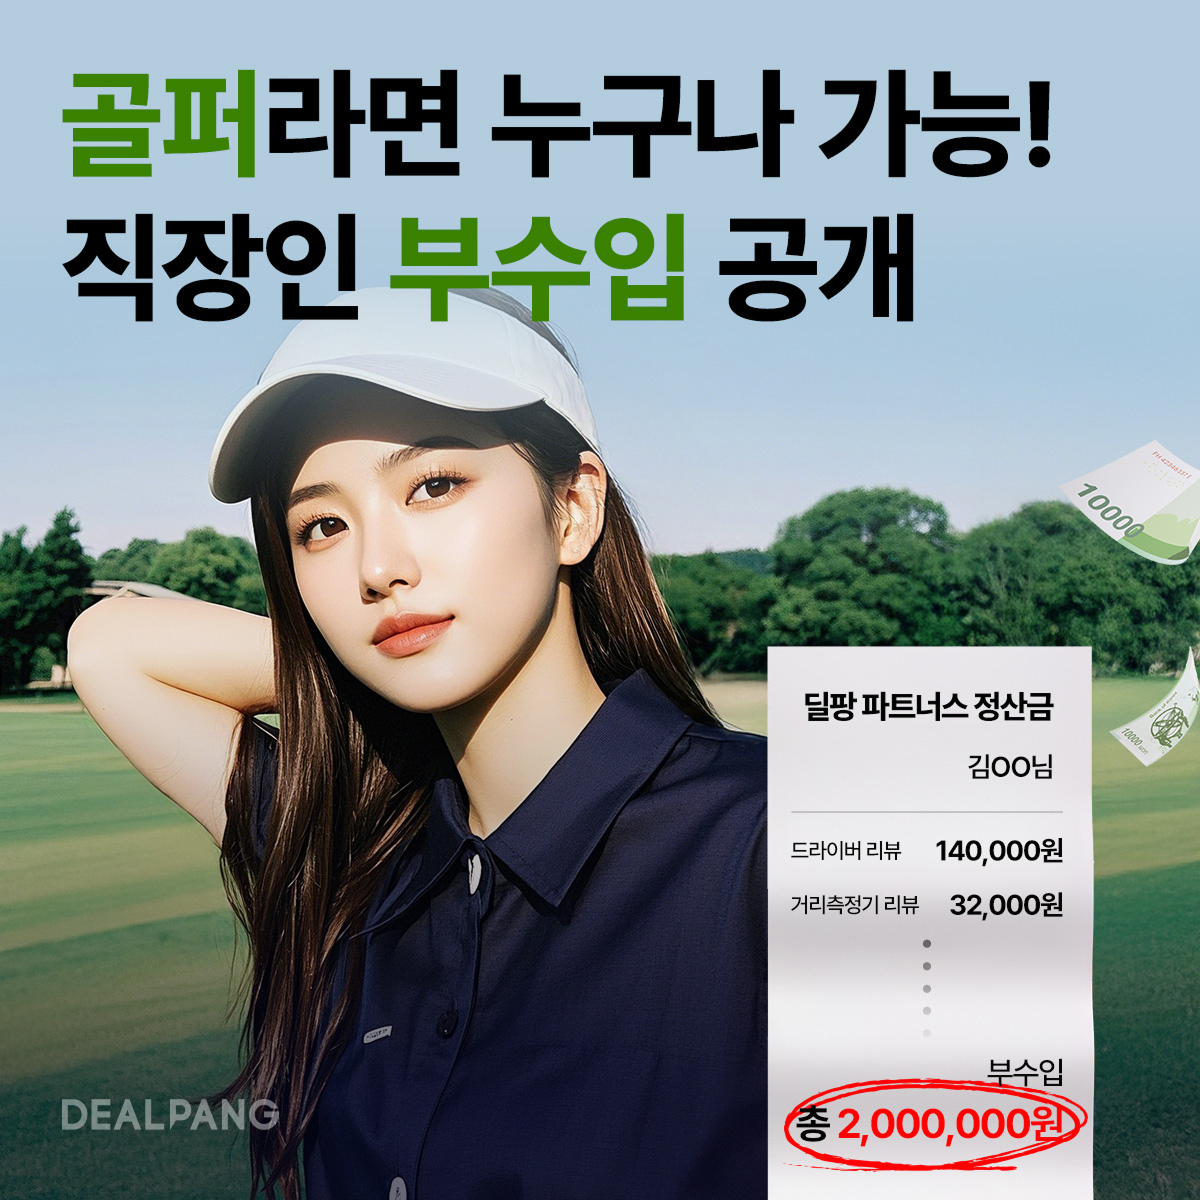 골퍼라면 누구나 가능!
직장인 부수입 공개
10000
10000
딜팡 파트너스 정산금
김OO님
드라이버 리뷰 140,000원
거리측정기 리뷰 32,000원
부수입
총 2,000,000원
DEALPANG